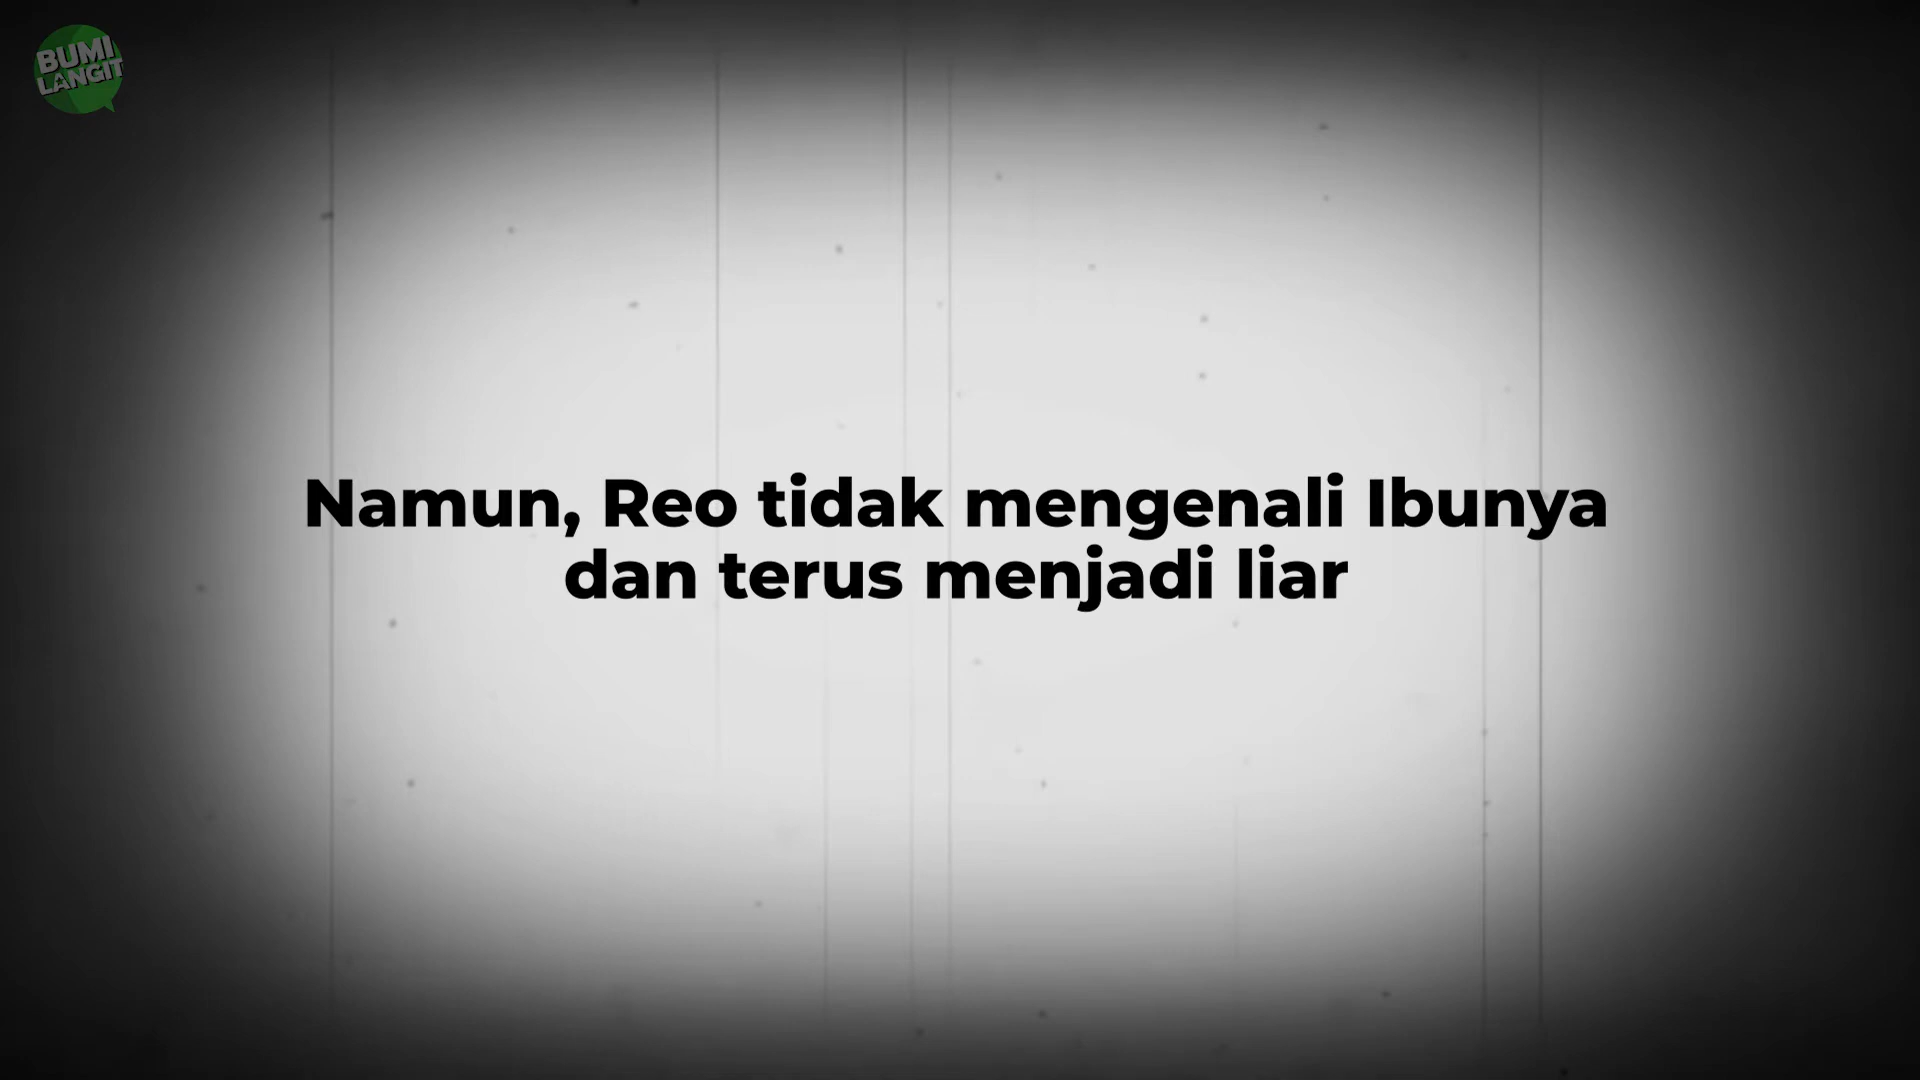 BUMI
LANGIT
Namun, Reo tidak mengenali Ibunya
dan terus menjadi liar